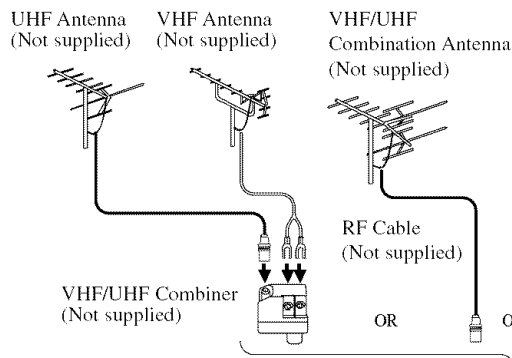 UHF Antenna
(Not supplied)
VHF Antenna
(Not supplied)
VHF/UHF
Combination Antenna
(Not supplied)
RF Cable
(Not supplied)
VHF/UHF Combiner
(Not supplied)
OR